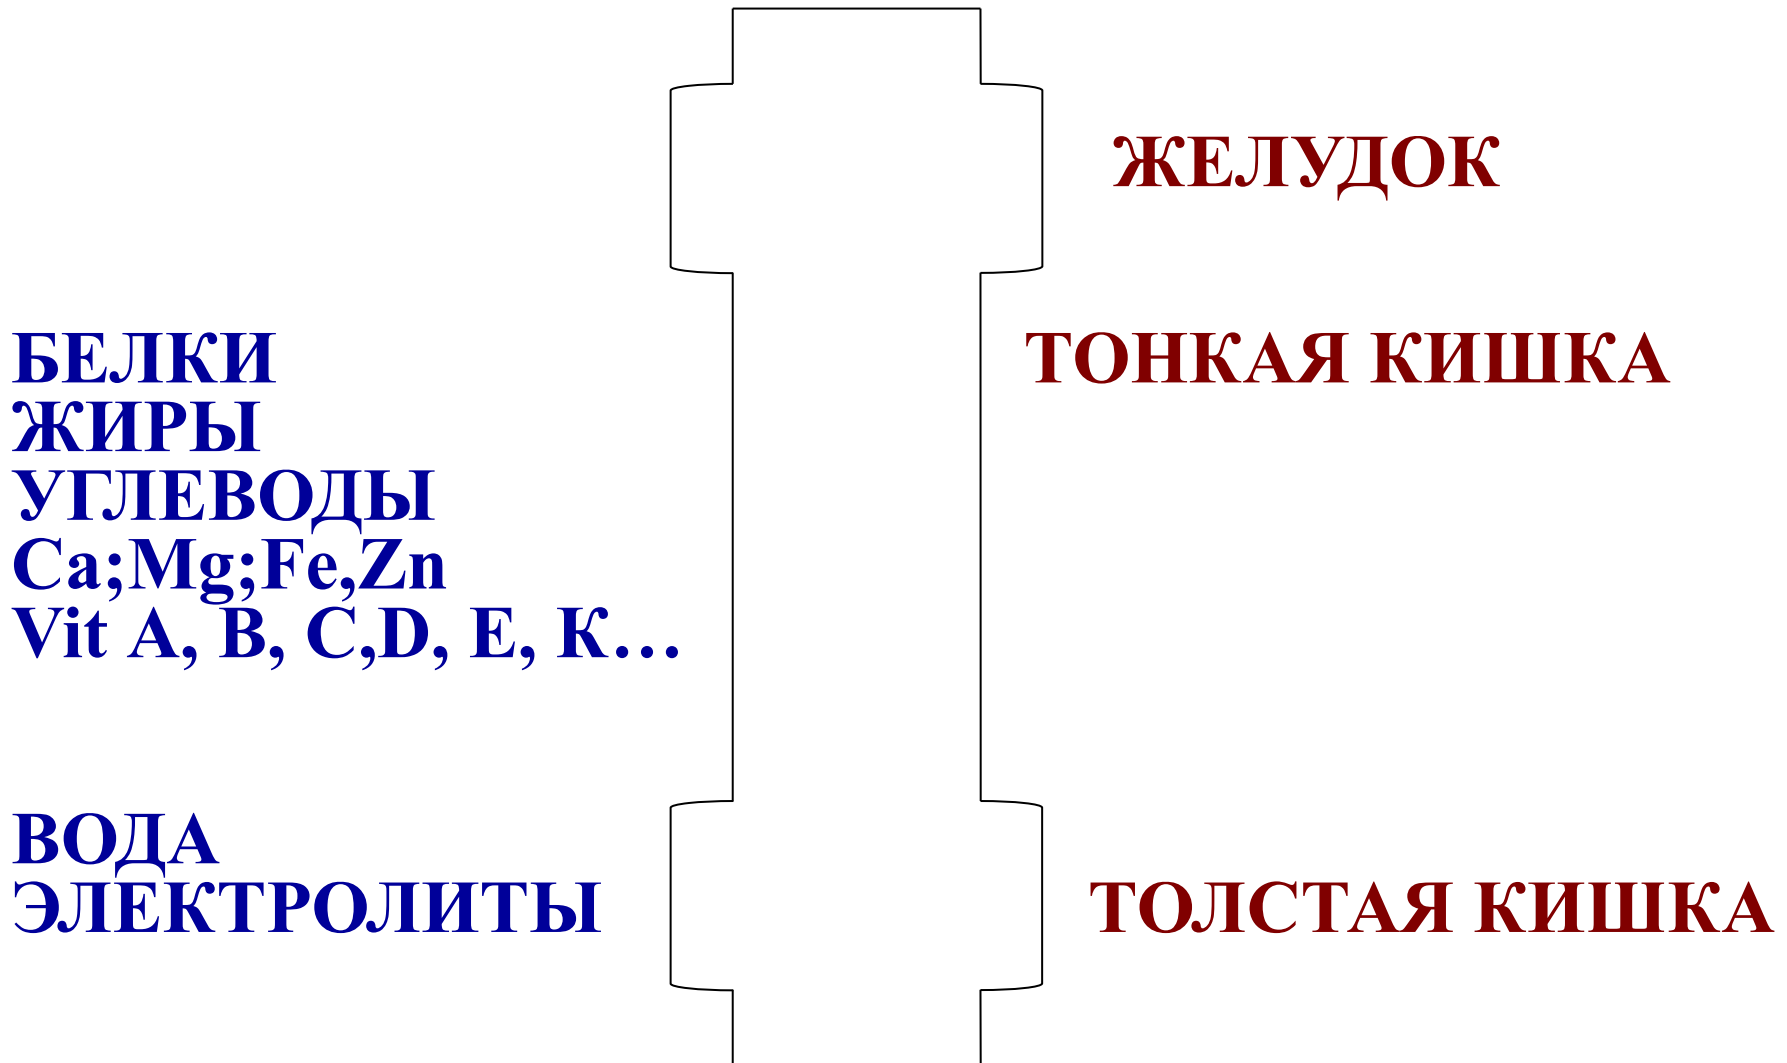 ЖЕЛУДОК
БЕЛКИ
ТОНКАЯ КИШКА
ЖИРЫ
УГЛЕВОДЫ
Ca;Mg;Fe,Zn
Vit A, B, C,D, E, К…
ВОДА
ЭЛЕКТРОЛИТЫ
ТОЛСТАЯ КИШКА